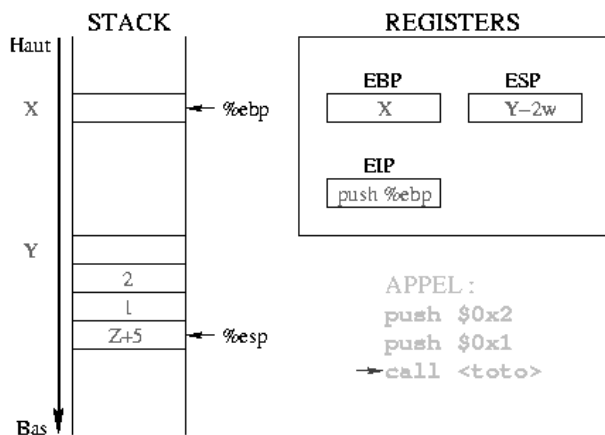 STACK
Haut
X
%ebp
Y
2
1
Z+5
%esp
Bas
REGISTERS
EBP
ESP
X
Y-2w
EIP
push %ebp
APPEL :
push $0x2
push $0x1
call <toto>